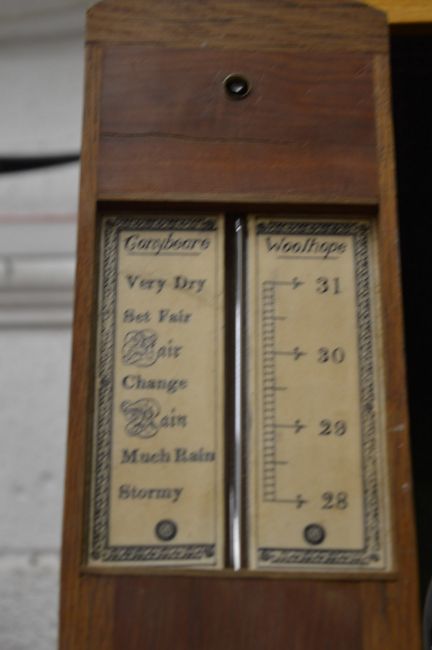 Conybeare
Very Dry
Set Fair
Fair
Change
Rain
Much Rain
Stormy
Woolhope
31
30
29
28